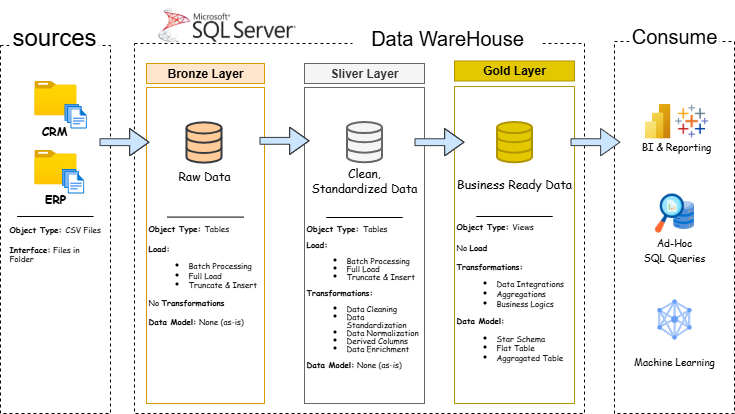 sources
Microsoft®
SQL Server®
Data WareHouse
Consume
CRM
ERP
Object Type: CSV Files
Interface: Files in
Folder
Bronze Layer
Raw Data
Object Type: Tables
Load:
Batch Processing
Full Load
Truncate & Insert
No Transformations
Data Model: None (as-is)
Sliver Layer
Clean,
Standardized Data
Object Type: Tables
Load:
Batch Processing
Full Load
Truncate & Insert
Transformations:
Data Cleaning
Data
Standardization
Data Normalization
Derived Columns
Data Enrichment
Data Model: None (as-is)
Gold Layer
Business Ready Data
Object Type: Views
No Load
Transformations:
Data Integrations
Aggregations
Business Logics
Data Model:
Star Schema
Flat Table
Aggragated Table
BI & Reporting
Ad-Hoc
SQL Queries
Machine Learning